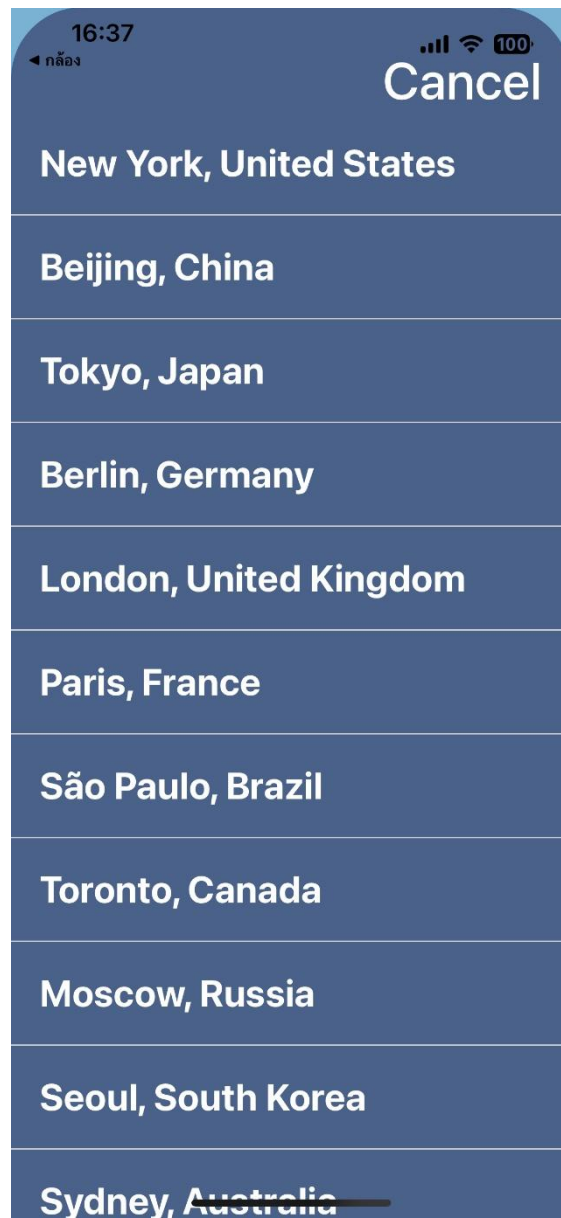 16:37
◀ กล้อง
100
Cancel
New York, United States
Beijing, China
Tokyo, Japan
Berlin, Germany
London, United Kingdom
Paris, France
São Paulo, Brazil
Toronto, Canada
Moscow, Russia
Seoul, South Korea
Sydney, Australia